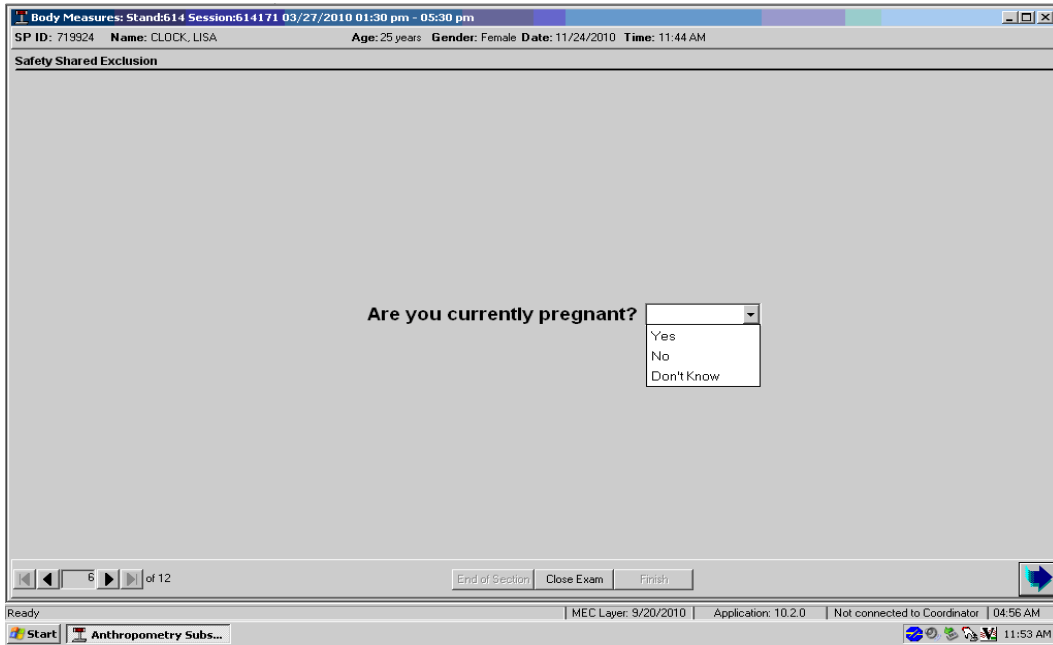 Body Measures: Stand:614 Session:614171 03/27/2010 01:30 pm - 05:30 pm
SP ID: 719924 Name: CLOCK, LISA Age: 25 years Gender: Female Date: 11/24/2010 Time: 11:44 AM
Safety Shared Exclusion
Are you currently pregnant?
Yes
No
Don't Know
6 of 12 End of Section Close Exam Finish
Ready MEC Layer: 9/20/2010 Application: 10.2.0 Not connected to Coordinator 04:56 AM
Start Anthropometry Subs... 11:53 AM